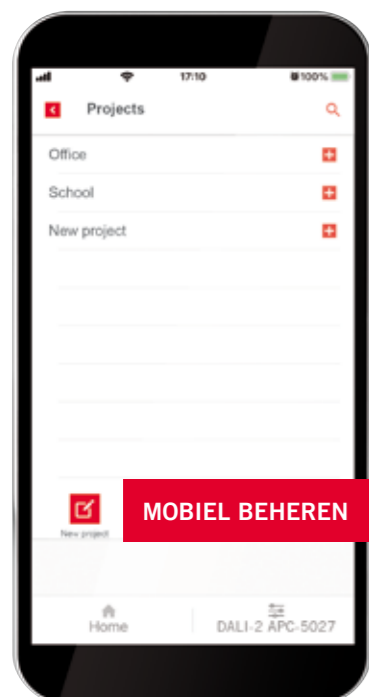 17:10
100%
Projects
Office
School
New project
New project
MOBIEL BEHEREN
Home
DALI-2 APC-5027